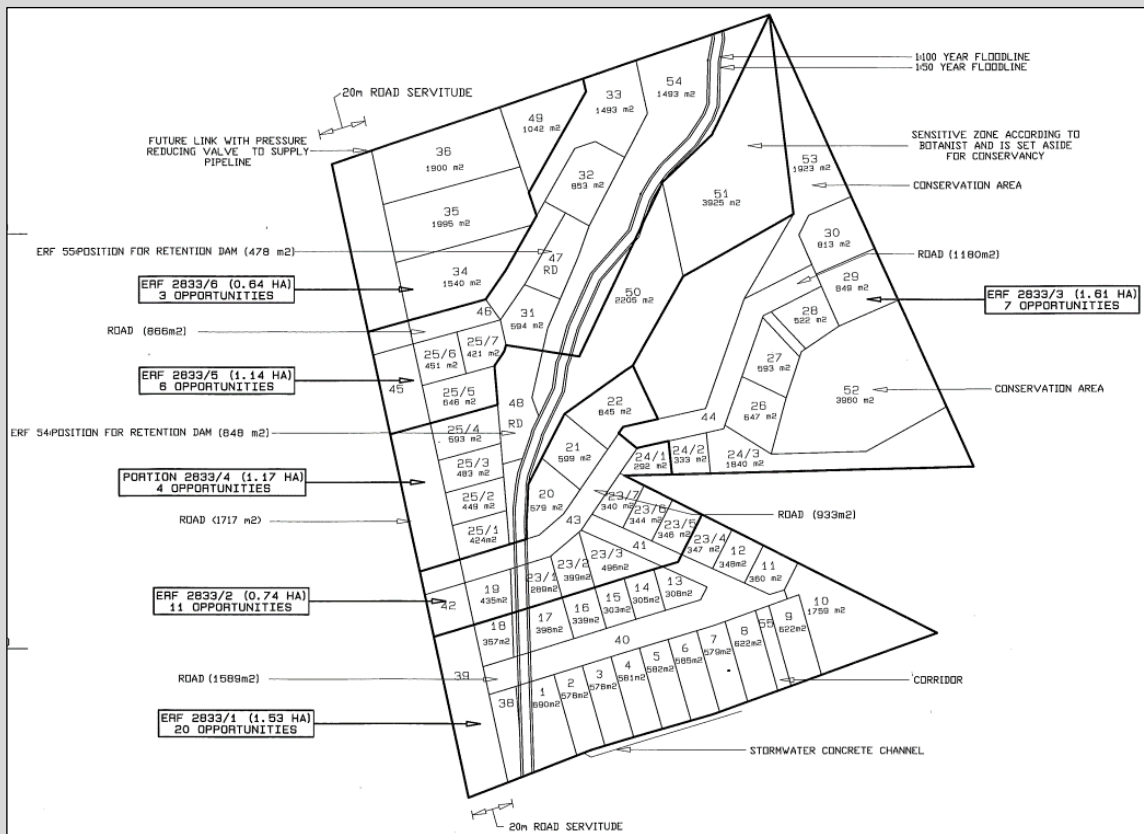 1:100 YEAR FLOODLINE
1:50 YEAR FLOODLINE
20m ROAD SERVITUDE
FUTURE LINK WITH PRESSURE
REDUCING VALVE TO SUPPLY
PIPELINE
SENSITIVE ZONE ACCORDING TO
BOTANIST AND IS SET ASIDE
FOR CONSERVANCY
CONSERVATION AREA
ERF 55:POSITION FOR RETENTION DAM (478 m2)
ROAD (1180m2)
ERF 2833/6 (0.64 HA)
3 OPPORTUNITIES
ERF 2833/3 (1.61 HA)
7 OPPORTUNITIES
ROAD (866m2)
ERF 2833/5 (1.14 HA)
6 OPPORTUNITIES
CONSERVATION AREA
ERF 54:POSITION FOR RETENTION DAM (848 m2)
PORTION 2833/4 (1.17 HA)
4 OPPORTUNITIES
ROAD (1717 m2)
ROAD (933m2)
ERF 2833/2 (0.74 HA)
11 OPPORTUNITIES
ROAD (1589m2)
CORRIDOR
ERF 2833/1 (1.53 HA)
20 OPPORTUNITIES
STORMWATER CONCRETE CHANNEL
20m ROAD SERVITUDE
54
1493 m2
33
1493 m2
49
1042 m2
36
1900 m2
32
853 m2
53
1923 m2
51
3925 m2
35
1995 m2
30
813 m2
47
RD
34
1540 m2
29
849 m2
50
2205 m2
46
31
594 m2
28
522 m2
25/7
421 m2
25/6
451 m2
45
27
593 m2
25/5
646 m2
52
3960 m2
22
645 m2
48
RD
44
26
647 m2
25/4
593 m2
21
599 m2
24/1
292 m2
24/2
333 m2
24/3
1840 m2
25/3
483 m2
25/2
449 m2
20
579 m2
23/7
340 m2
23/6
344 m2
23/5
346 m2
25/1
424m2
43
41
23/4
347 m2
12
348m2
11
360 m2
23/3
496m2
23/2
399m2
23/1
289m2
19
435m2
42
13
308m2
14
305m2
15
303m2
16
339m2
17
398m2
18
357m2
10
1759 m2
9
622m2
55
8
622m2
7
579m2
6
585m2
5
582m2
4
581m2
3
578m2
2
578m2
1
590m2
40
39
38